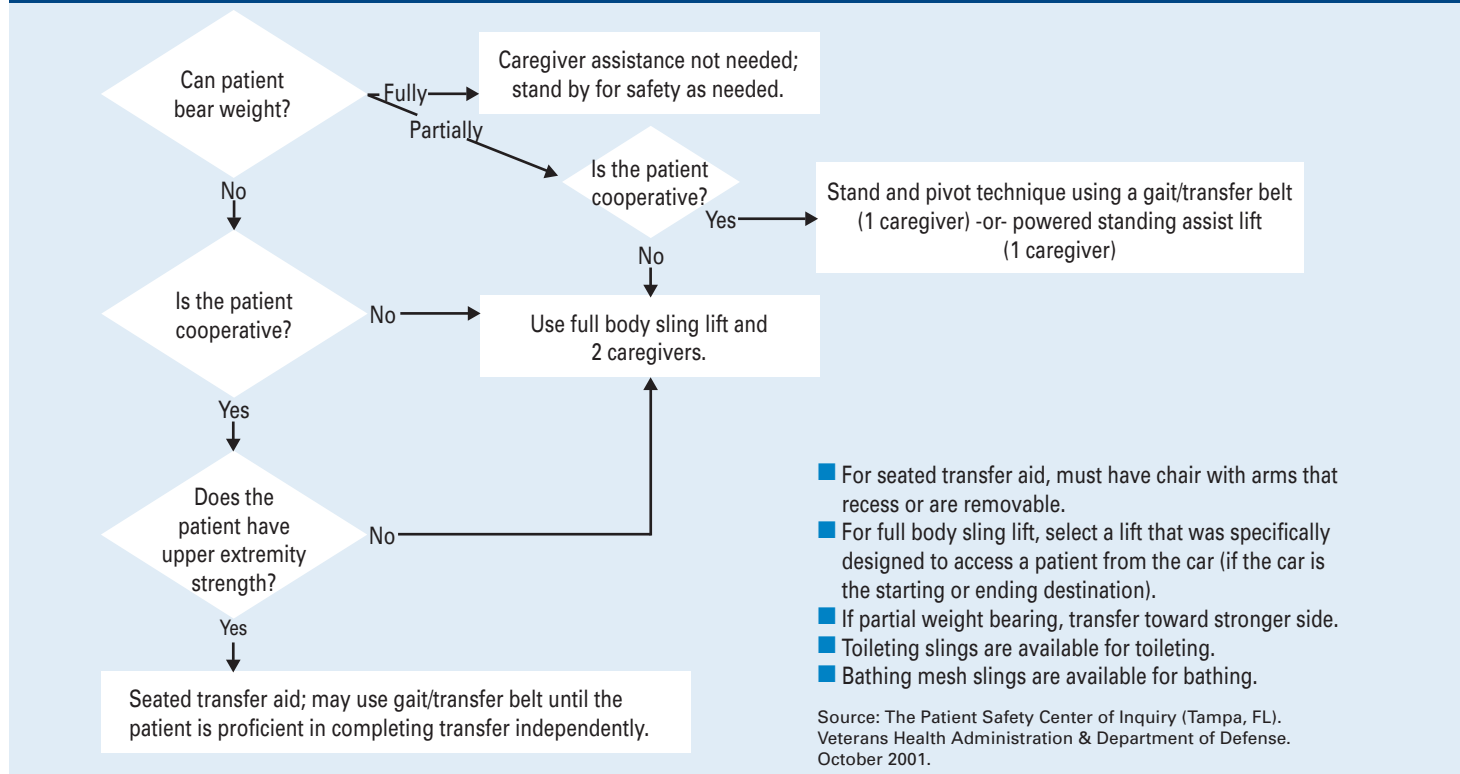 Can patient
bear weight?
Fully
Caregiver assistance not needed;
stand by for safety as needed.
Partially
Is the patient
cooperative?
Yes
Stand and pivot technique using a gait/transfer belt
(1 caregiver) -or- powered standing assist lift
(1 caregiver)
No
No
Is the patient
cooperative?
No
Use full body sling lift and
2 caregivers.
Yes
Does the
patient have
upper extremity
strength?
No
Yes
Seated transfer aid; may use gait/transfer belt until the
patient is proficient in completing transfer independently.
For seated transfer aid, must have chair with arms that
recess or are removable.
For full body sling lift, select a lift that was specifically
designed to access a patient from the car (if the car is
the starting or ending destination).
If partial weight bearing, transfer toward stronger side.
Toileting slings are available for toileting.
Bathing mesh slings are available for bathing.
Source: The Patient Safety Center of Inquiry (Tampa, FL).
Veterans Health Administration & Department of Defense.
October 2001.